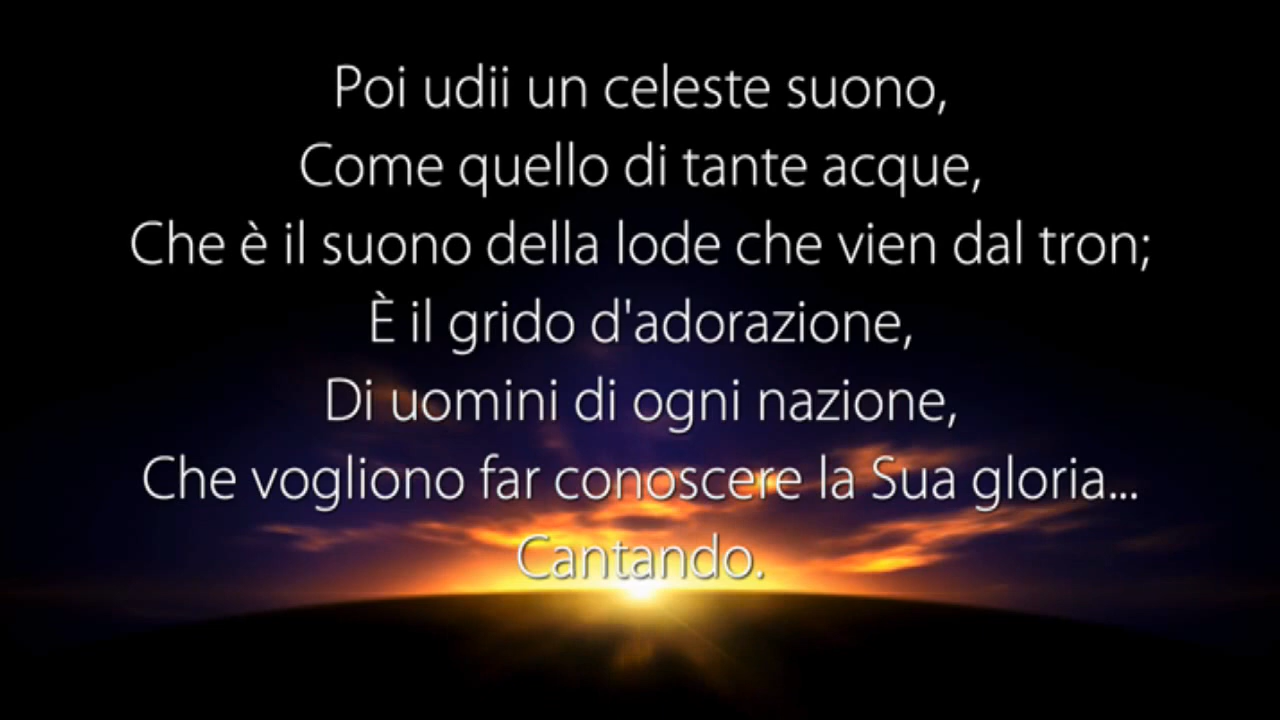 Poi udii un celeste suono,
Come quello di tante acque,
Che è il suono della lode che vien dal tron;
È il grido d'adorazione,
Di uomini di ogni nazione,
Che vogliono far conoscere la Sua gloria...
Cantando.